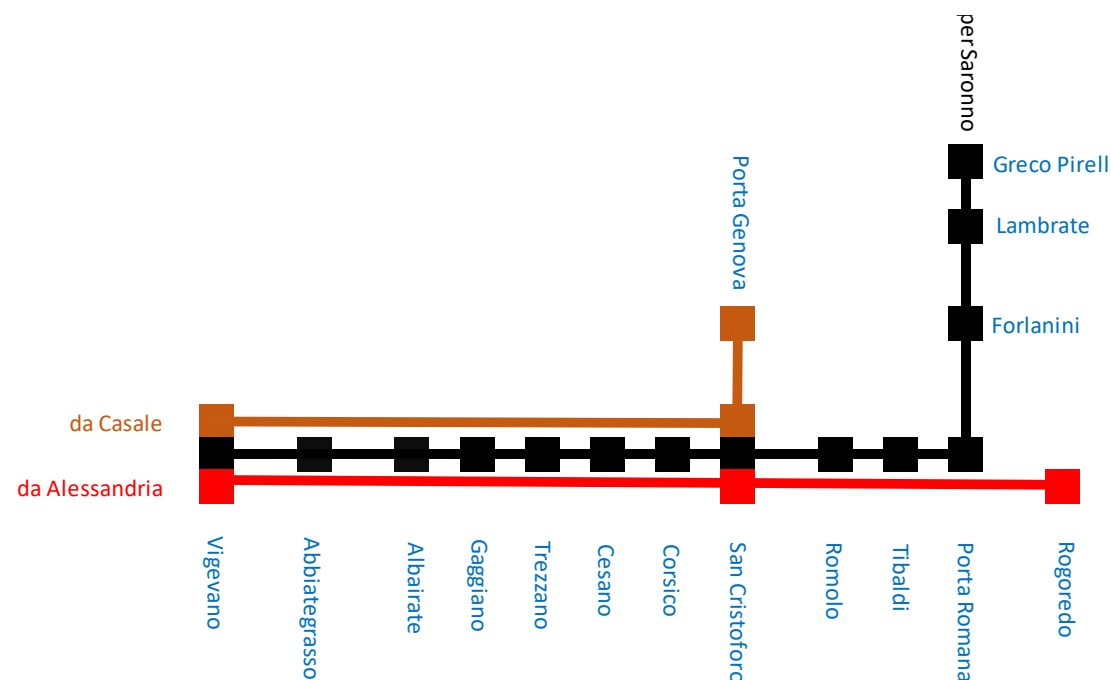 per Saronno
Greco Pirell
Porta Genova
Lambrate
Forlanini
da Casale
da Alessandria
Vigevano
Abbiategrasso
Albairate
Gaggiano
Trezzano
Cesano
Corsico
San Cristoforo
Romolo
Tibaldi
Porta Romana
Rogoredo